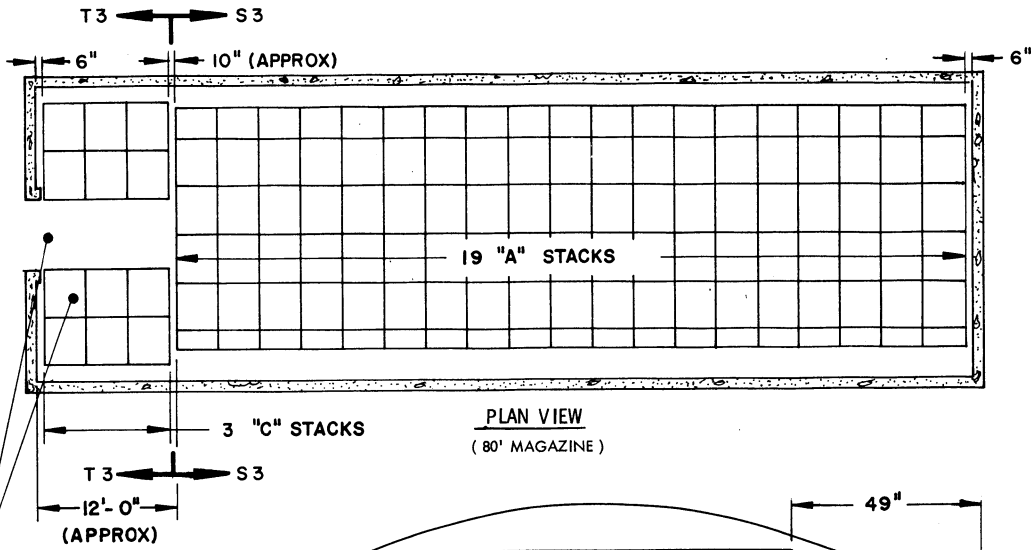 T3 S3
6" 10" (APPROX) 6"
19 "A" STACKS
3 "C" STACKS
PLAN VIEW
(80' MAGAZINE)
T3 S3
12'-0"
(APPROX)
49"